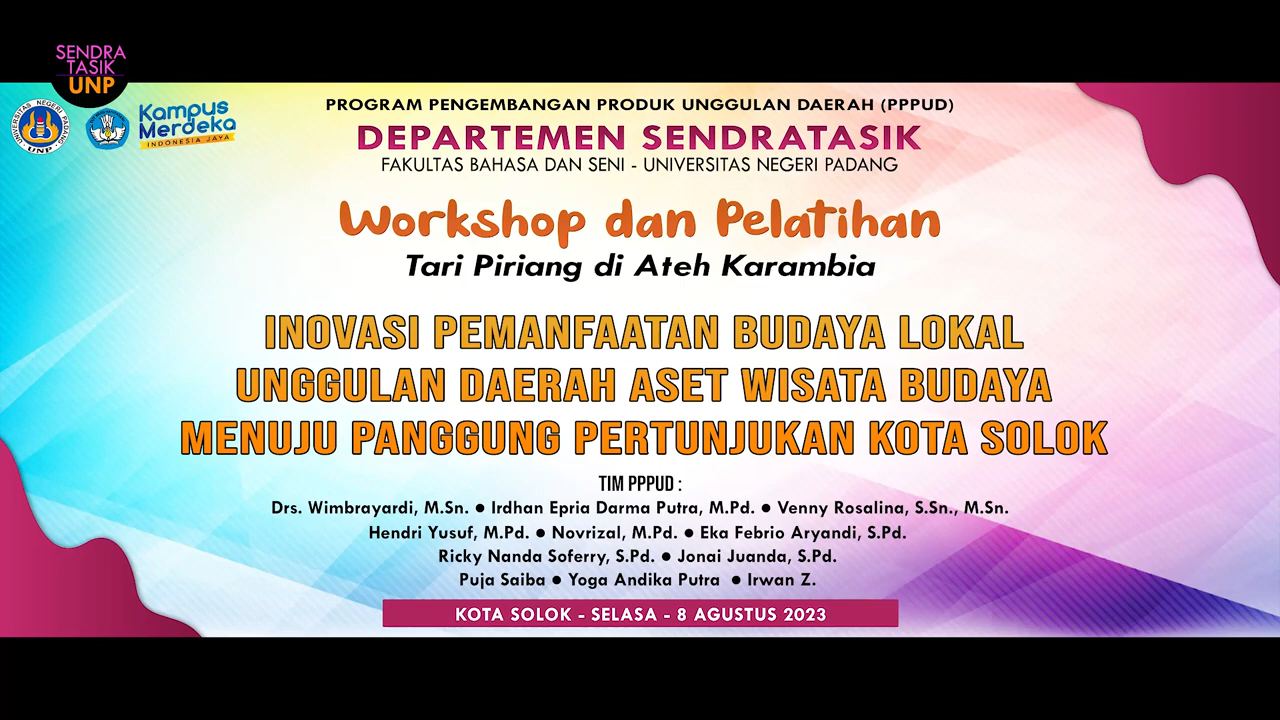 SENDRA
TASIK
UNP
UNIVERSITAS NEGERI PADANG
UNP
Kampus
Merdeka
INDONESIA JAYA
PROGRAM PENGEMBANGAN PRODUK UNGGULAN DAERAH (PPPUD)
DEPARTEMEN SENDRATASIK
FAKULTAS BAHASA DAN SENI - UNIVERSITAS NEGERI PADANG
Workshop dan Pelatihan
Tari Piriang di Ateh Karambia
INOVASI PEMANFAATAN BUDAYA LOKAL
UNGGULAN DAERAH ASET WISATA BUDAYA
MENUJU PANGGUNG PERTUNJUKAN KOTA SOLOK
TIM PPPUD :
Drs. Wimbrayardi, M.Sn. ● Irdhan Epria Darma Putra, M.Pd. ● Venny Rosalina, S.Sn., M.Sn.
Hendri Yusuf, M.Pd. ● Novrizal, M.Pd. ● Eka Febrio Aryandi, S.Pd.
Ricky Nanda Soferry, S.Pd. ● Jonai Juanda, S.Pd.
Puja Saiba ● Yoga Andika Putra ● Irwan Z.
KOTA SOLOK - SELASA - 8 AGUSTUS 2023